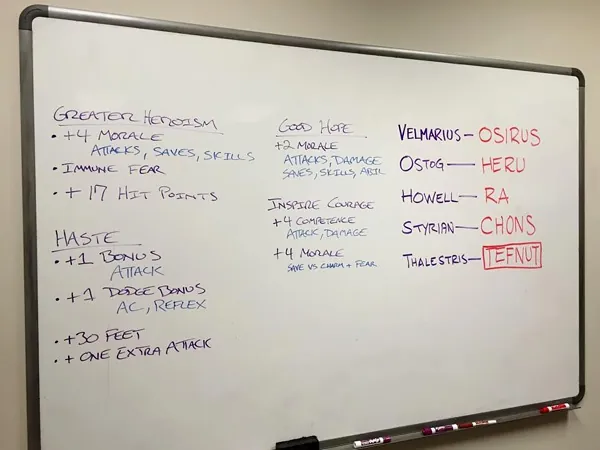 GREATER HEROISM
• +4 MORALE
ATTACKS, SAVES, SKILLS
• IMMUNE FEAR
• + 17 HIT POINTS
HASTE
• +1 BONUS
ATTACK
• +1 DODGE BONUS
AC, REFLEX
• +30 FEET
• + ONE EXTRA ATTACK
GOOD HOPE
+2 MORALE
ATTACKS, DAMAGE
SAVES, SKILLS, ABIL
INSPIRE COURAGE
+4 COMPETENCE
ATTACK, DAMAGE
+4 MORALE
SAVE VS CHARM + FEAR
VELMARIUS — OSIRUS
OSTOG — HERU
HOWELL — RA
STYRIAN — CHONS
THALESTRIS — TEFNUT